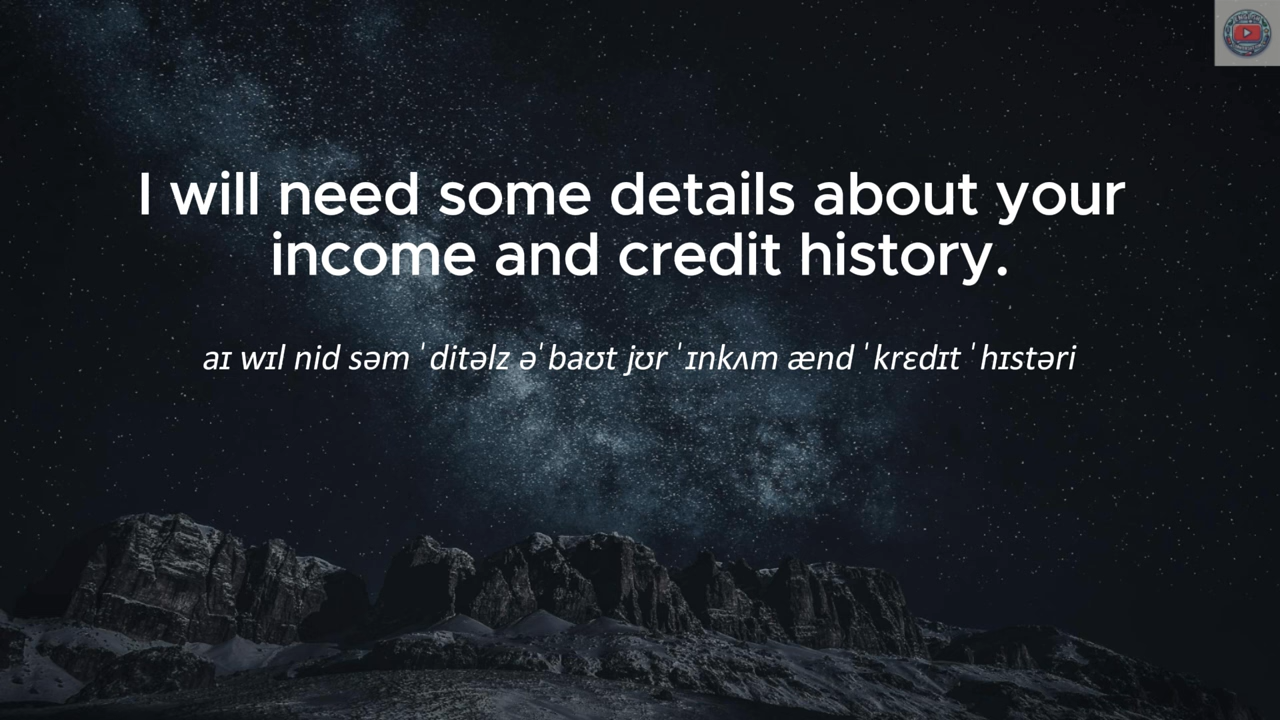 I will need some details about your
income and credit history.
aɪ wɪl nid səm ˈditəlz əˈbaʊt jʊr ˈɪnkʌm ænd ˈkrɛdɪt ˈhɪstəri